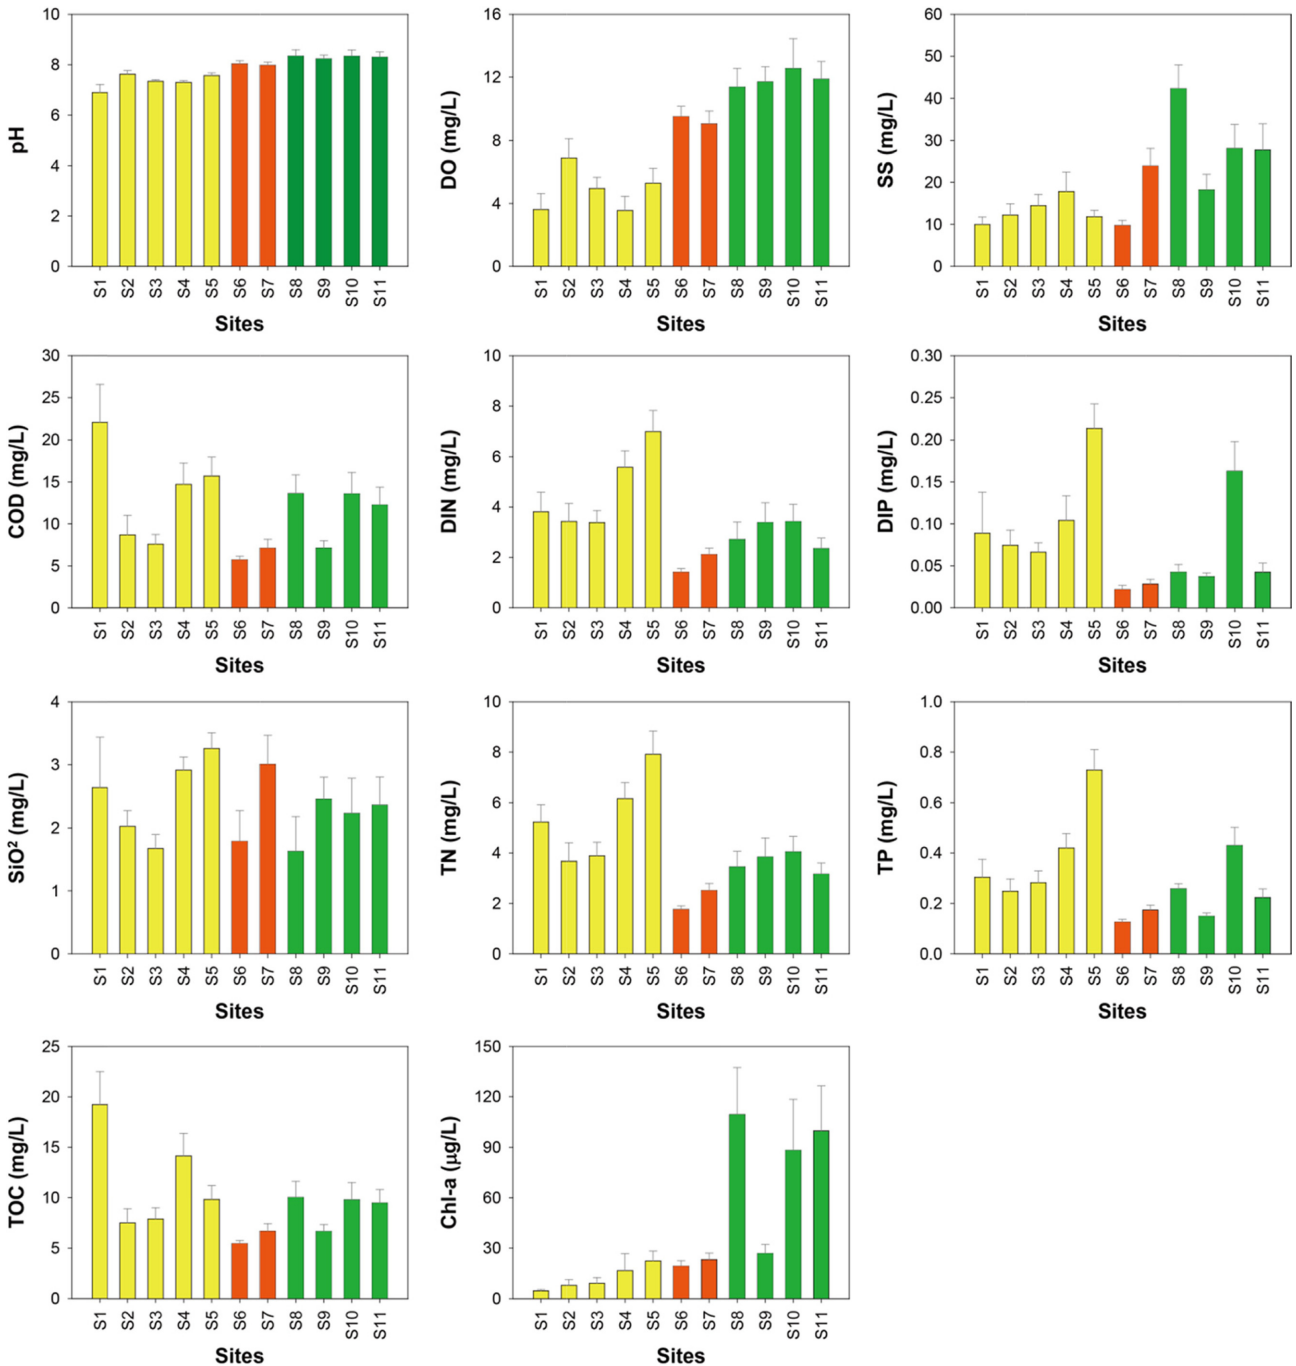 pH
10
8
6
4
2
0
S1 S2 S3 S4 S5 S6 S7 S8 S9 S10 S11
Sites
DO (mg/L)
16
12
8
4
0
S1 S2 S3 S4 S5 S6 S7 S8 S9 S10 S11
Sites
SS (mg/L)
60
50
40
30
20
10
0
S1 S2 S3 S4 S5 S6 S7 S8 S9 S10 S11
Sites
COD (mg/L)
30
25
20
15
10
5
0
S1 S2 S3 S4 S5 S6 S7 S8 S9 S10 S11
Sites
DIN (mg/L)
10
8
6
4
2
0
S1 S2 S3 S4 S5 S6 S7 S8 S9 S10 S11
Sites
DIP (mg/L)
0.30
0.25
0.20
0.15
0.10
0.05
0.00
S1 S2 S3 S4 S5 S6 S7 S8 S9 S10 S11
Sites
SiO² (mg/L)
4
3
2
1
0
S1 S2 S3 S4 S5 S6 S7 S8 S9 S10 S11
Sites
TN (mg/L)
10
8
6
4
2
0
S1 S2 S3 S4 S5 S6 S7 S8 S9 S10 S11
Sites
TP (mg/L)
1.0
0.8
0.6
0.4
0.2
0.0
S1 S2 S3 S4 S5 S6 S7 S8 S9 S10 S11
Sites
TOC (mg/L)
25
20
15
10
5
0
S1 S2 S3 S4 S5 S6 S7 S8 S9 S10 S11
Sites
Chl-a (µg/L)
150
120
90
60
30
0
S1 S2 S3 S4 S5 S6 S7 S8 S9 S10 S11
Sites